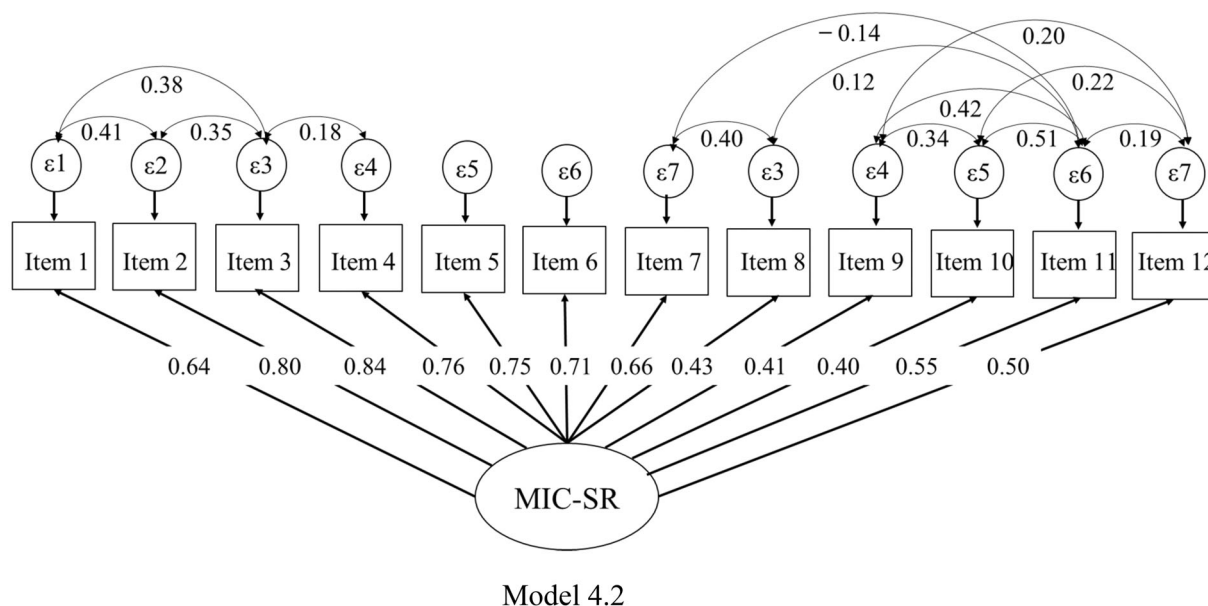 −0.14 0.20
0.38 0.12 0.22
0.42
0.41 0.35 0.18 0.40 0.34 0.51 0.19
ε1 ε2 ε3 ε4 ε5 ε6 ε7 ε3 ε4 ε5 ε6 ε7
Item 1 Item 2 Item 3 Item 4 Item 5 Item 6 Item 7 Item 8 Item 9 Item 10 Item 11 Item 12
0.64 0.80 0.84 0.76 0.75 0.71 0.66 0.43 0.41 0.40 0.55 0.50
MIC-SR
Model 4.2